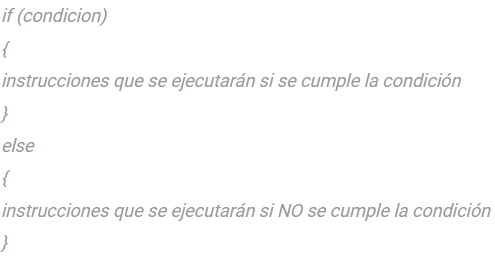 if (condicion)
{
instrucciones que se ejecutarán si se cumple la condición
}
else
{
instrucciones que se ejecutarán si NO se cumple la condición
}